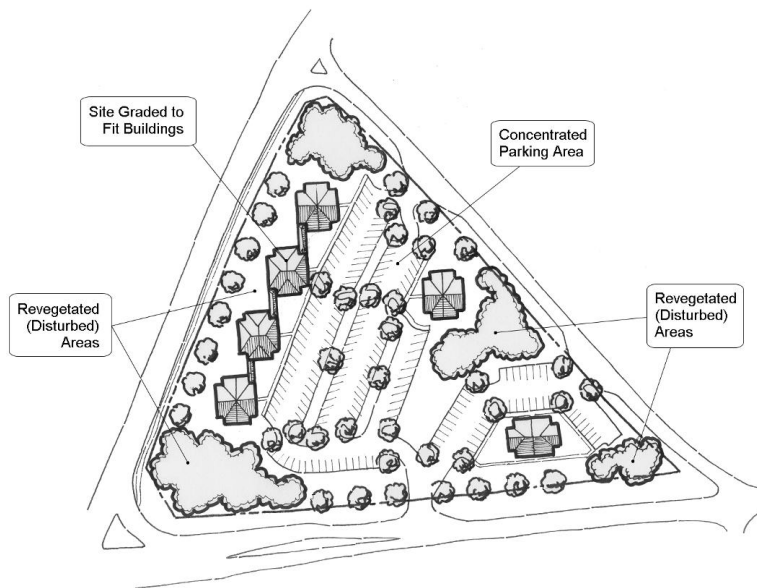 Site Graded to
Fit Buildings
Concentrated
Parking Area
Revegetated
(Disturbed)
Areas
Revegetated
(Disturbed)
Areas